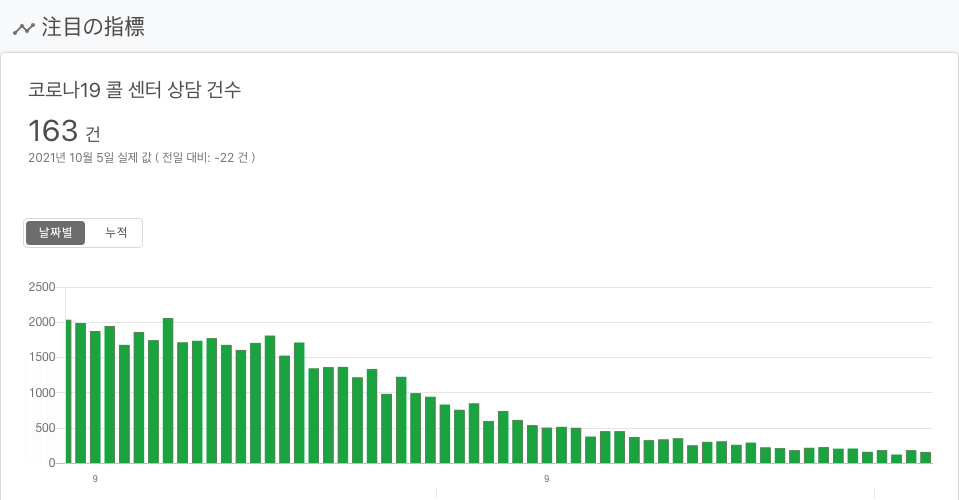 注目の指標
코로나19 콜 센터 상담 건수
163 건
2021년 10월 5일 실제 값 ( 전일 대비: -22 건 )
날짜별 누적
2500
2000
1500
1000
500
0
9 9